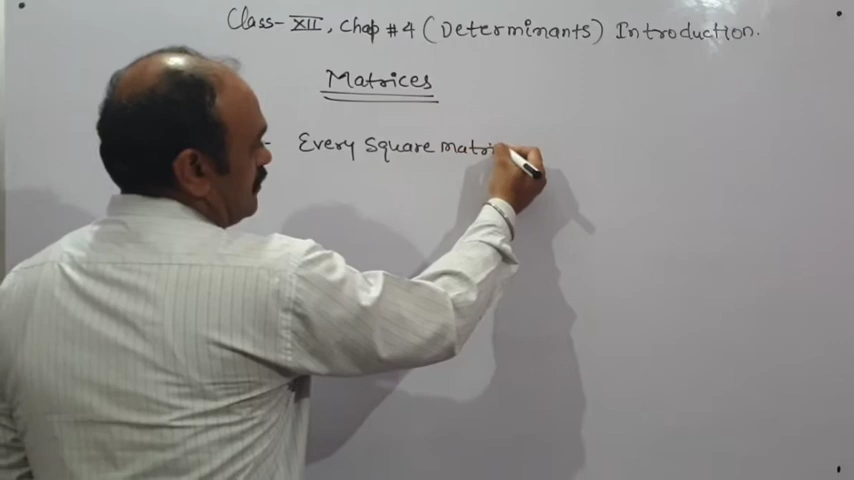 Class-XII, Chap #4 (Determinants) Introduction.
Matrices
- Every Square matri